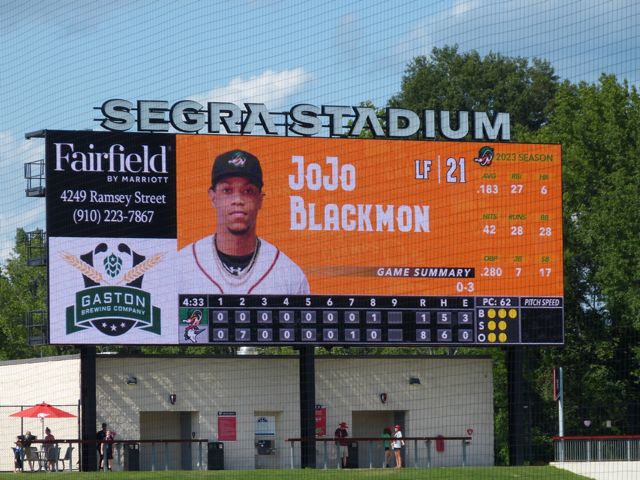 SEGRA STADIUM
Fairfield
BY MARRIOTT
4249 Ramsey Street
(910) 223-7867
GASTON
BREWING COMPANY
JoJo
Blackmon
LF 21
2023 SEASON
AVG RBI HR
.183 27 6
HITS RUNS BB
42 28 28
OBP 2B SB
.280 7 17
GAME SUMMARY
0-3
4:33 1 2 3 4 5 6 7 8 9 R H E PC: 62 PITCH SPEED
0 0 0 0 0 0 0 1 1 5 3 B
0 7 0 0 0 1 0 8 6 0 S
O